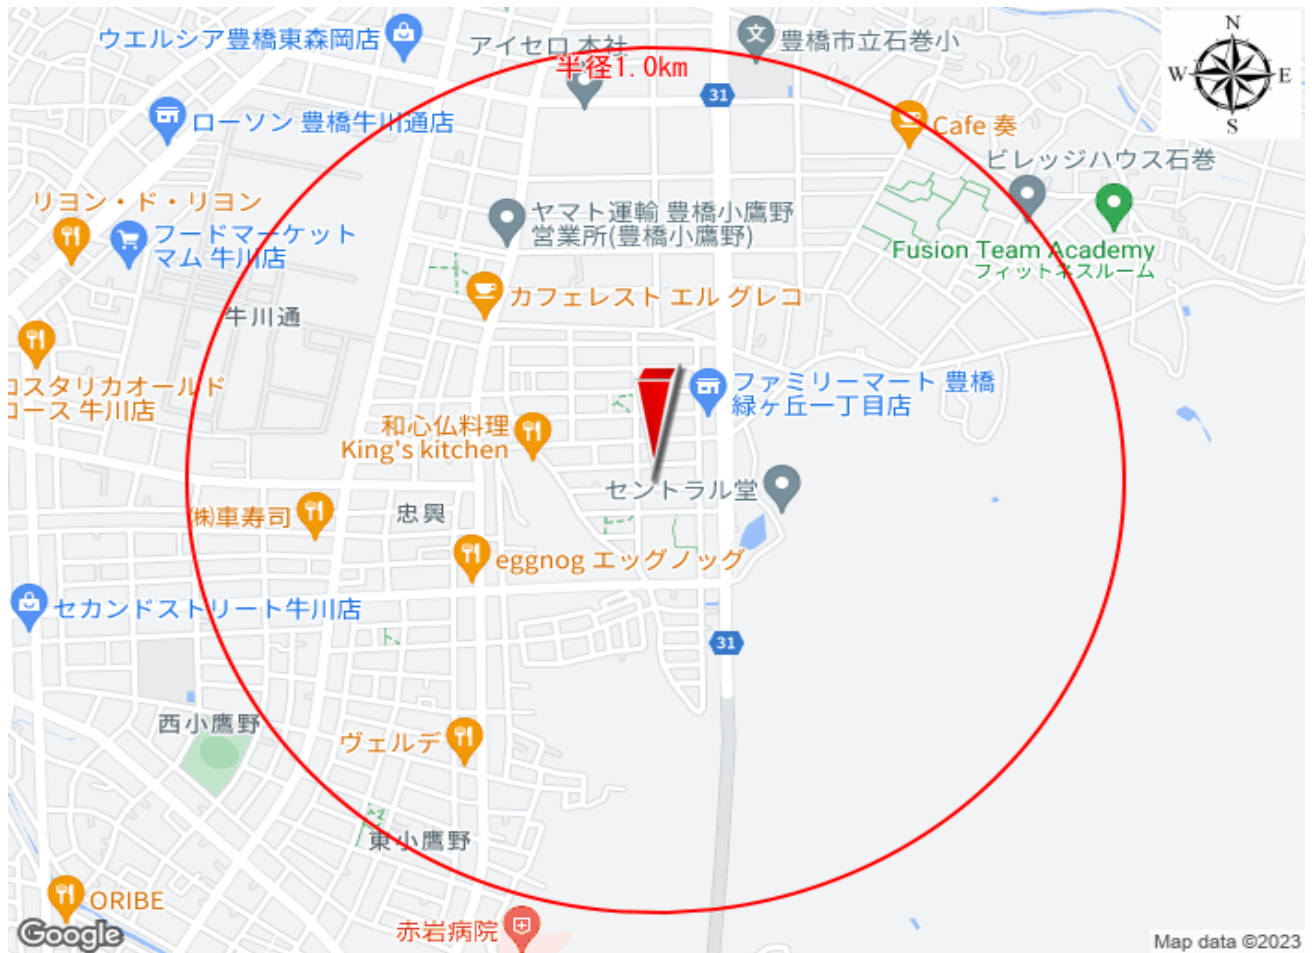 ウエルシア豊橋東森岡店
アイセロ 本社
豊橋市立石巻小
N
W
E
S
半径1.0km
31
ローソン 豊橋牛川通店
Cafe 奏
ビレッジハウス石巻
リヨン・ド・リヨン
ヤマト運輸 豊橋小鷹野
営業所(豊橋小鷹野)
フードマーケット
マム 牛川店
Fusion Team Academy
フィットネスルーム
カフェレスト エル グレコ
牛川通
コスタリカオールド
コース 牛川店
ファミリーマート 豊橋
緑ヶ丘一丁目店
和心仏料理
King's kitchen
セントラル堂
㈱車寿司
忠興
eggnog エッグノッグ
セカンドストリート牛川店
31
西小鷹野
ヴェルデ
東小鷹野
ORIBE
赤岩病院
Google
Map data ©2023
文